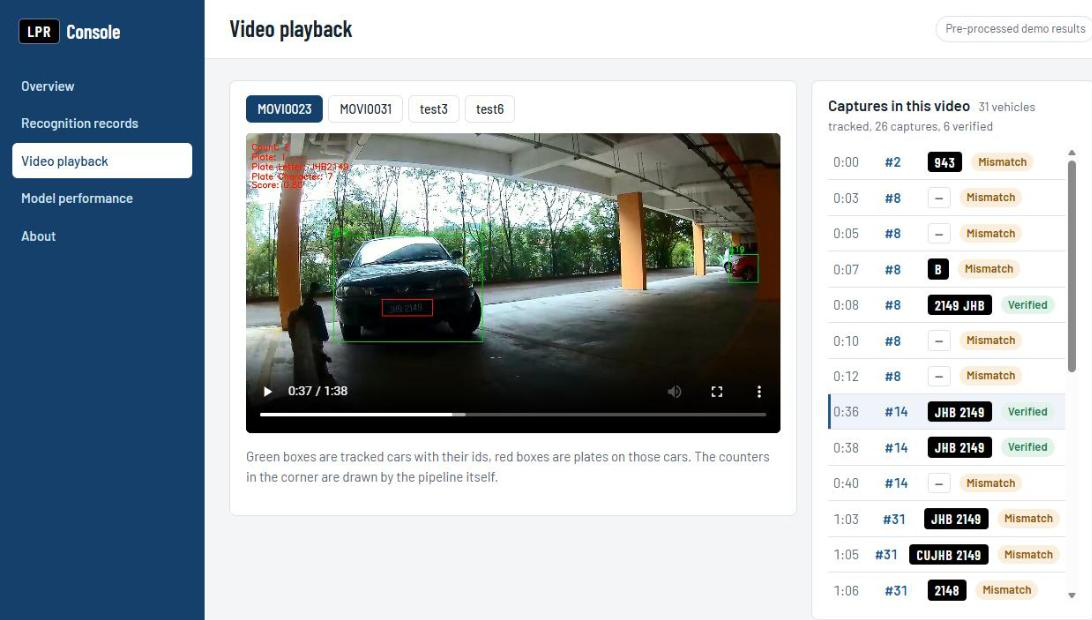 LPR Console
Video playback
Pre-processed demo results
Overview
Recognition records
Video playback
Model performance
About
MOVI0023 MOVI0031 test3 test6
Plate: 1
Plate Character: 7
0:37 / 1:38
Green boxes are tracked cars with their ids, red boxes are plates on those cars. The counters
in the corner are drawn by the pipeline itself.
Captures in this video 31 vehicles
tracked, 26 captures, 6 verified
0:00 #2 943 Mismatch
0:03 #8 – Mismatch
0:05 #8 – Mismatch
0:07 #8 B Mismatch
0:08 #8 2149 JHB Verified
0:10 #8 – Mismatch
0:12 #8 – Mismatch
0:36 #14 JHB 2149 Verified
0:38 #14 JHB 2149 Verified
0:40 #14 – Mismatch
1:03 #31 JHB 2149 Mismatch
1:05 #31 CUJHB 2149 Mismatch
1:06 #31 2148 Mismatch